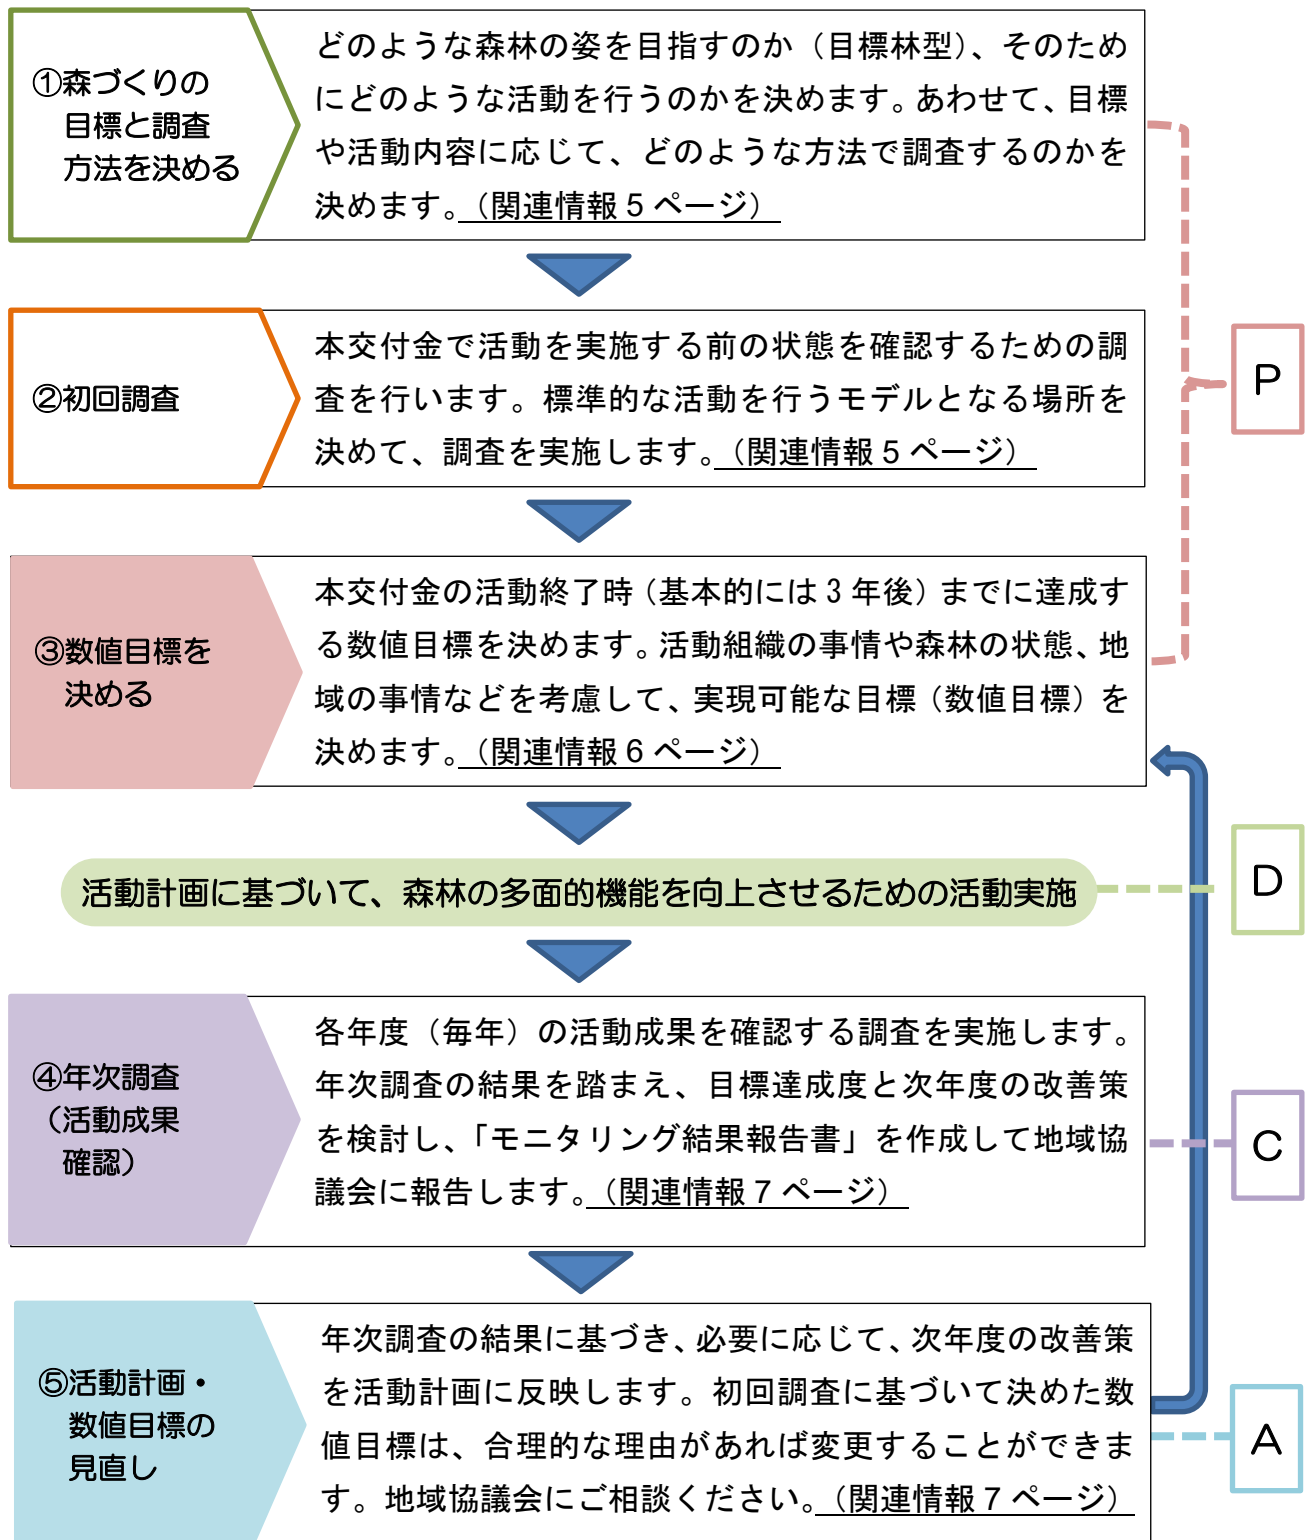 ①森づくりの
目標と調査
方法を決める
どのような森林の姿を目指すのか（目標林型）、そのため
にどのような活動を行うのかを決めます。あわせて、目標
や活動内容に応じて、どのような方法で調査するのかを
決めます。（関連情報５ページ）
②初回調査
本交付金で活動を実施する前の状態を確認するための調
査を行います。標準的な活動を行うモデルとなる場所を
決めて、調査を実施します。（関連情報５ページ）
P
③数値目標を
決める
本交付金の活動終了時（基本的には３年後）までに達成す
る数値目標を決めます。活動組織の事情や森林の状態、地
域の事情などを考慮して、実現可能な目標（数値目標）を
決めます。（関連情報６ページ）
活動計画に基づいて、森林の多面的機能を向上させるための活動実施
D
④年次調査
（活動成果
確認）
各年度（毎年）の活動成果を確認する調査を実施します。
年次調査の結果を踏まえ、目標達成度と次年度の改善策
を検討し、「モニタリング結果報告書」を作成して地域協
議会に報告します。（関連情報７ページ）
C
⑤活動計画・
数値目標の
見直し
年次調査の結果に基づき、必要に応じて、次年度の改善策
を活動計画に反映します。初回調査に基づいて決めた数
値目標は、合理的な理由があれば変更することができま
す。地域協議会にご相談ください。（関連情報７ページ）
A